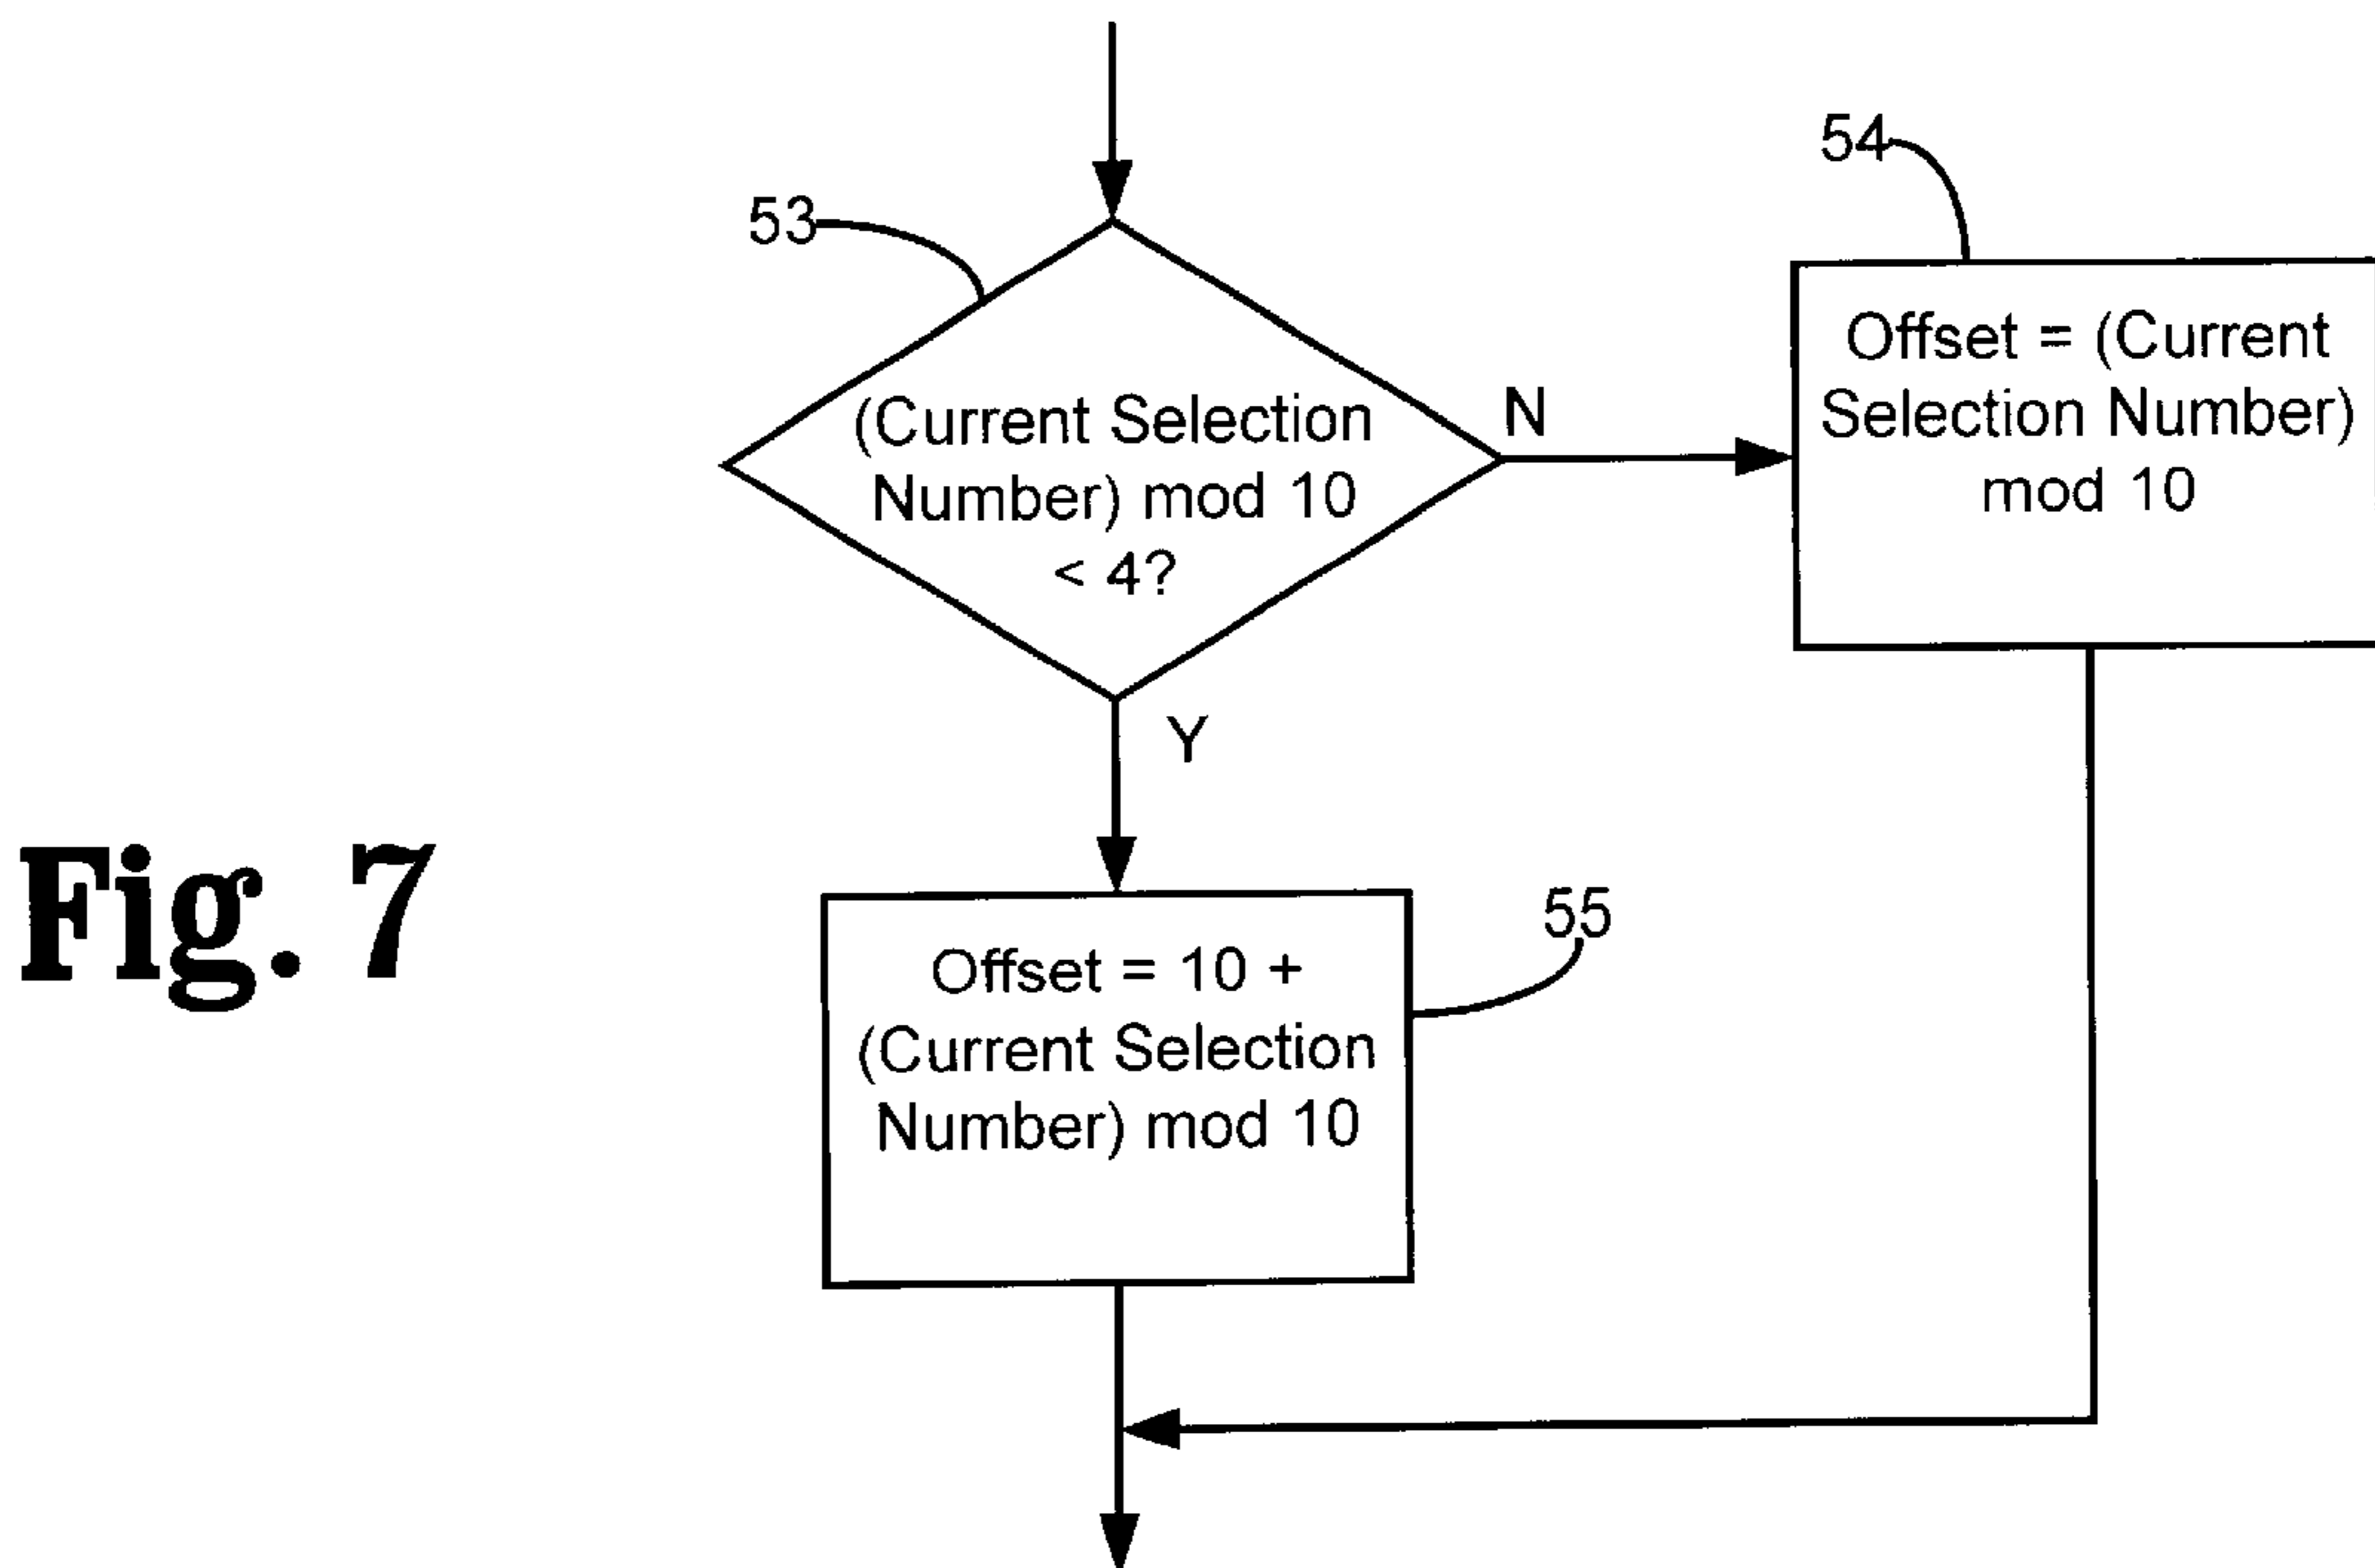 53
(Current Selection
Number) mod 10
< 4?
N
Y
54
Offset = (Current
Selection Number)
mod 10
55
Offset = 10 +
(Current Selection
Number) mod 10
Fig. 7